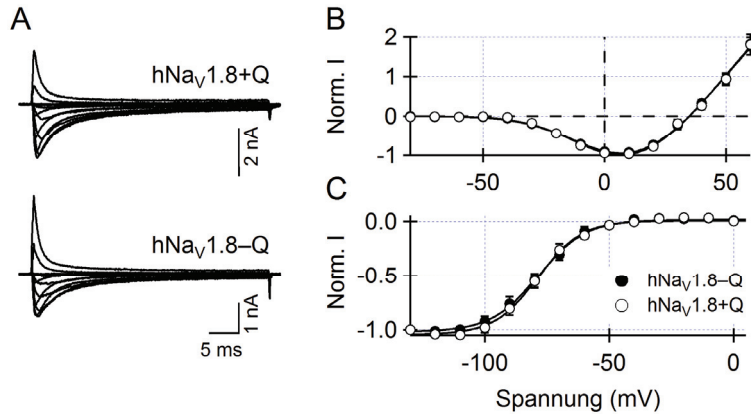 A
hNaV1.8+Q
2 nA
hNaV1.8–Q
1 nA
5 ms
B
Norm. I
2
1
0
-1
-50
0
50
C
Norm. I
0.0
-0.5
-1.0
hNaV1.8–Q
hNaV1.8+Q
-100
-50
0
Spannung (mV)